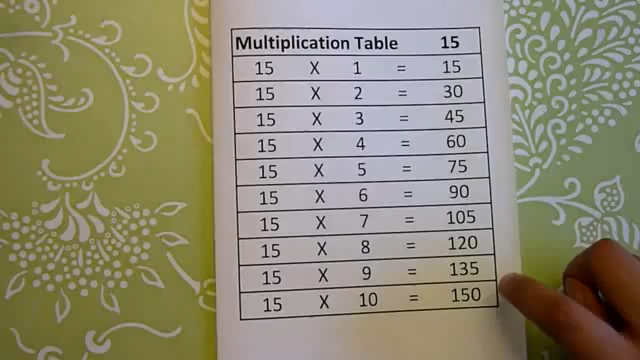 Multiplication Table 15
15 X 1 = 15
15 X 2 = 30
15 X 3 = 45
15 X 4 = 60
15 X 5 = 75
15 X 6 = 90
15 X 7 = 105
15 X 8 = 120
15 X 9 = 135
15 X 10 = 150